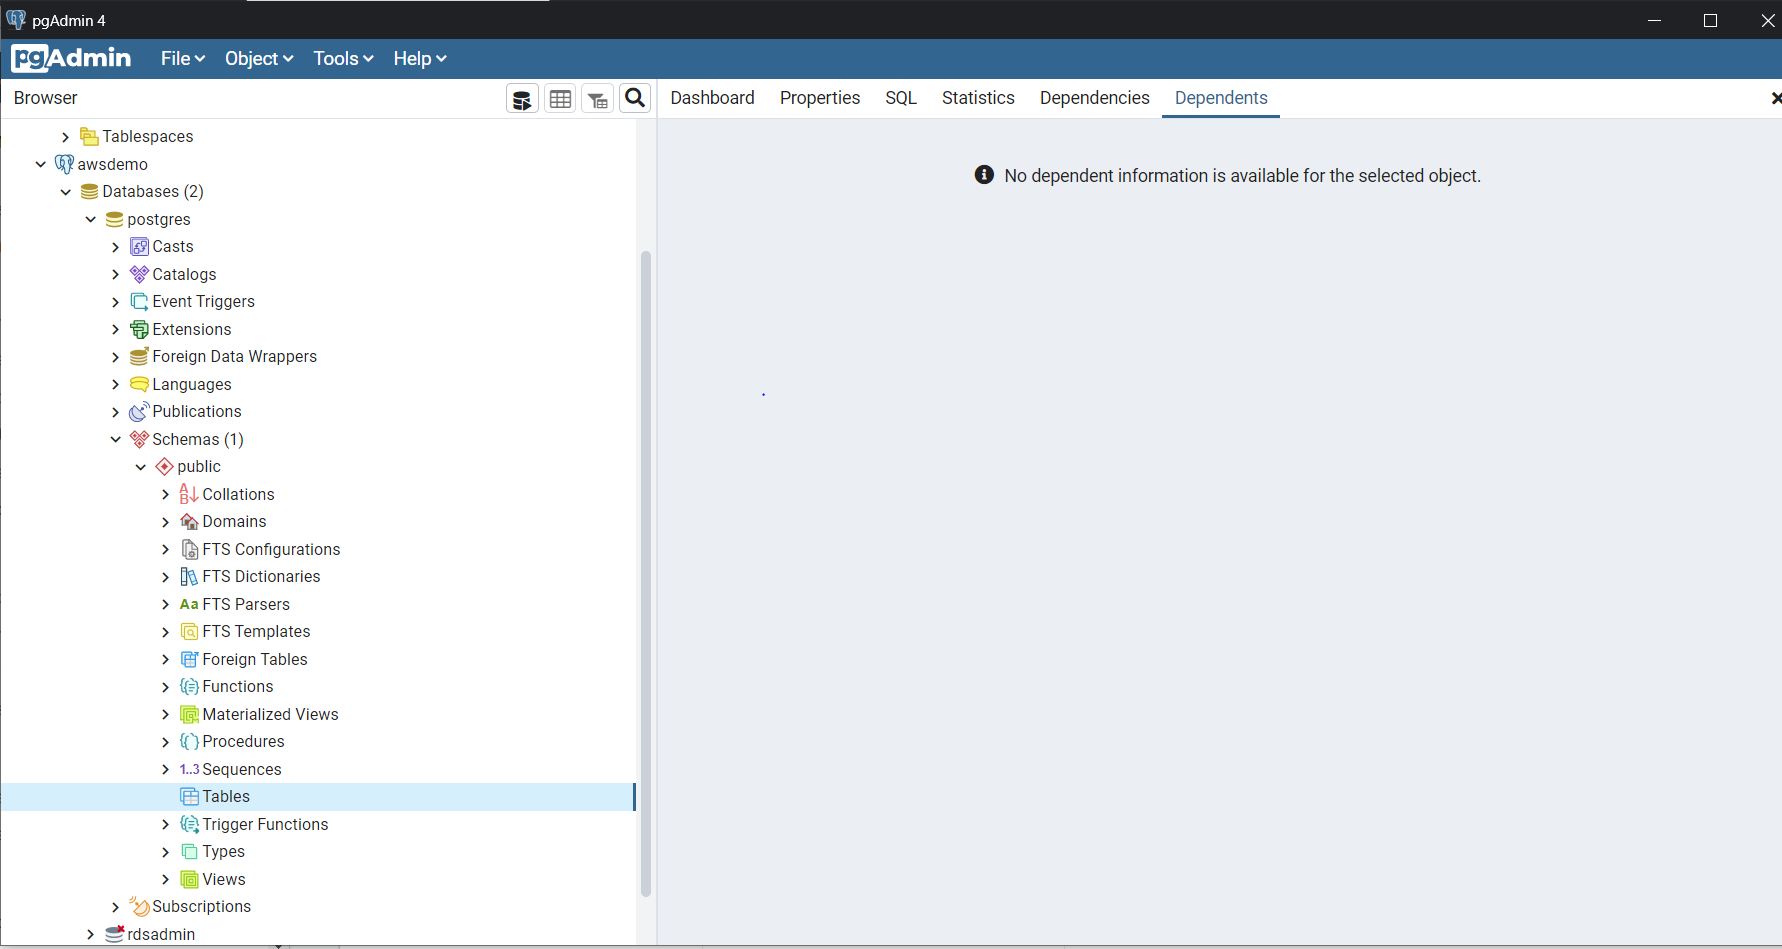 pgAdmin 4
pgAdmin File Object Tools Help
Browser
Dashboard Properties SQL Statistics Dependencies Dependents
Tablespaces
awsdemo
Databases (2)
postgres
Casts
Catalogs
Event Triggers
Extensions
Foreign Data Wrappers
Languages
Publications
Schemas (1)
public
Collations
Domains
FTS Configurations
FTS Dictionaries
Aa FTS Parsers
FTS Templates
Foreign Tables
Functions
Materialized Views
Procedures
1..3 Sequences
Tables
Trigger Functions
Types
Views
Subscriptions
rdsadmin
No dependent information is available for the selected object.